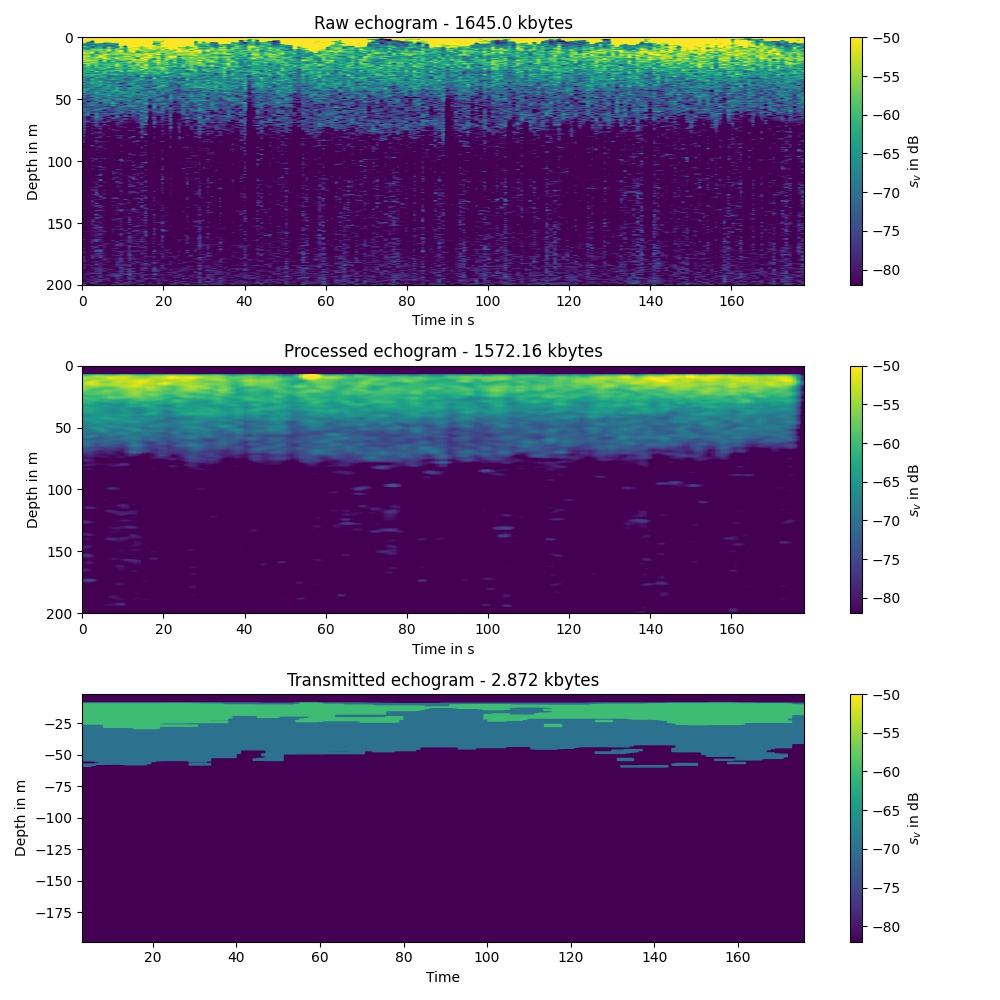 Raw echogram - 1645.0 kbytes
0
50
100
150
200
Depth in m
0 20 40 60 80 100 120 140 160
Time in s
−50
−55
−60
−65
−70
−75
−80
sv in dB
Processed echogram - 1572.16 kbytes
0
50
100
150
200
Depth in m
0 20 40 60 80 100 120 140 160
Time in s
−50
−55
−60
−65
−70
−75
−80
sv in dB
Transmitted echogram - 2.872 kbytes
−25
−50
−75
−100
−125
−150
−175
Depth in m
20 40 60 80 100 120 140 160
Time
−50
−55
−60
−65
−70
−75
−80
sv in dB